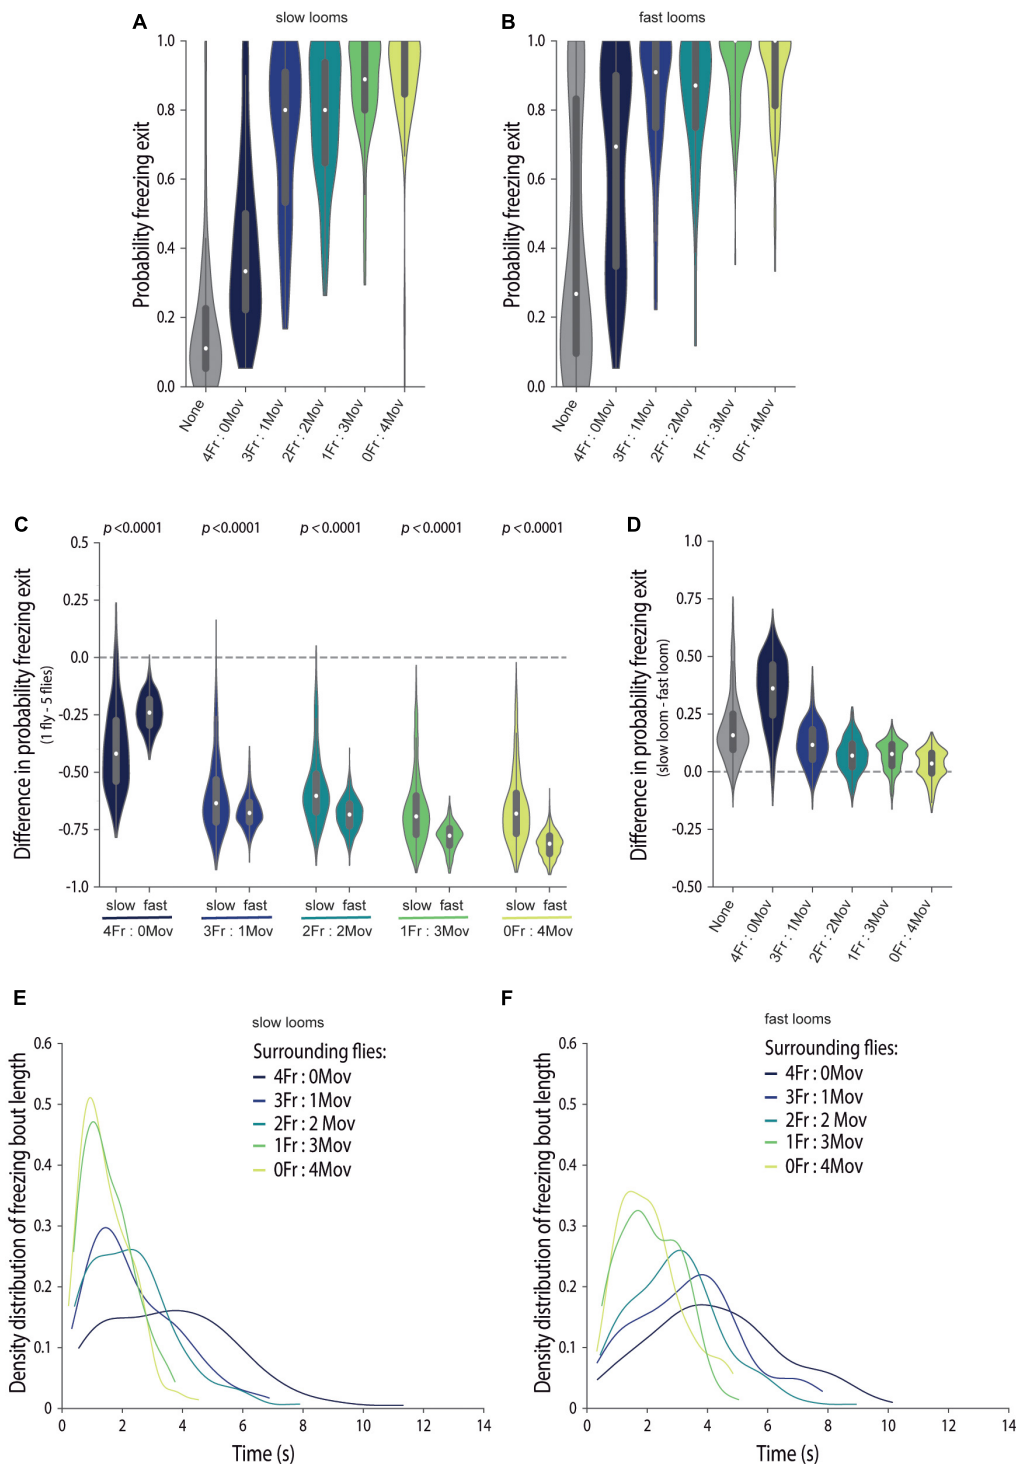 A
slow looms
Probability freezing exit
1.0
0.8
0.6
0.4
0.2
0.0
None
4Fr : 0Mov
3Fr : 1Mov
2Fr : 2Mov
1Fr : 3Mov
0Fr : 4Mov
B
fast looms
Probability freezing exit
1.0
0.8
0.6
0.4
0.2
0.0
None
4Fr : 0Mov
3Fr : 1Mov
2Fr : 2Mov
1Fr : 3Mov
0Fr : 4Mov
C
p<0.0001 p<0.0001 p<0.0001 p<0.0001 p<0.0001
Difference in probability freezing exit
(1 fly - 5 flies)
0.5
0.25
0.0
-0.25
-0.50
-0.75
-1.0
slow fast slow fast slow fast slow fast slow fast
4Fr : 0Mov 3Fr : 1Mov 2Fr : 2Mov 1Fr : 3Mov 0Fr : 4Mov
D
Difference in probability freezing exit
(slow loom - fast loom)
1.0
0.75
0.50
0.25
0.0
-0.25
-0.50
None
4Fr : 0Mov
3Fr : 1Mov
2Fr : 2Mov
1Fr : 3Mov
0Fr : 4Mov
E
slow looms
Surrounding flies:
4Fr : 0Mov
3Fr : 1Mov
2Fr : 2 Mov
1Fr : 3Mov
0Fr : 4Mov
Density distribution of freezing bout length
0.6
0.5
0.4
0.3
0.2
0.1
0
0 2 4 6 8 10 12 14
Time (s)
F
fast looms
Surrounding flies:
4Fr : 0Mov
3Fr : 1Mov
2Fr : 2 Mov
1Fr : 3Mov
0Fr : 4Mov
Density distribution of freezing bout length
0.6
0.5
0.4
0.3
0.2
0.1
0
0 2 4 6 8 10 12 14
Time (s)